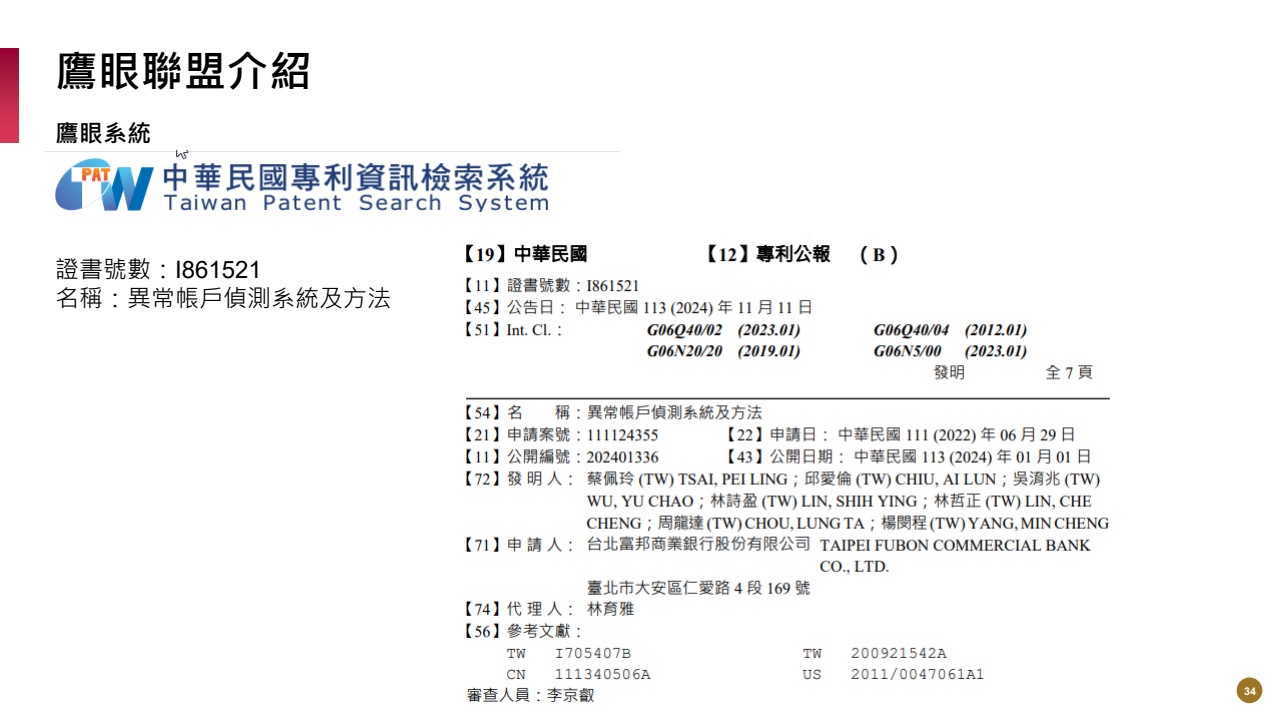 鷹眼聯盟介紹
鷹眼系統
PAT TW 中華民國專利資訊檢索系統
Taiwan Patent Search System
證書號數：I861521
名稱：異常帳戶偵測系統及方法
【19】中華民國 【12】專利公報 （B）
【11】證書號數：I861521
【45】公告日： 中華民國 113 (2024) 年 11 月 11 日
【51】Int. Cl.： G06Q40/02 (2023.01) G06Q40/04 (2012.01)
G06N20/20 (2019.01) G06N5/00 (2023.01)
發明 全 7 頁
【54】名 稱：異常帳戶偵測系統及方法
【21】申請案號：111124355 【22】申請日： 中華民國 111 (2022) 年 06 月 29 日
【11】公開編號：202401336 【43】公開日期： 中華民國 113 (2024) 年 01 月 01 日
【72】發 明 人： 蔡佩玲 (TW) TSAI, PEI LING；邱愛倫 (TW) CHIU, AI LUN；吳淯兆 (TW)
WU, YU CHAO；林詩盈 (TW) LIN, SHIH YING；林哲正 (TW) LIN, CHE
CHENG；周龍達 (TW) CHOU, LUNG TA；楊閔程 (TW) YANG, MIN CHENG
【71】申 請 人： 台北富邦商業銀行股份有限公司 TAIPEI FUBON COMMERCIAL BANK
CO., LTD.
臺北市大安區仁愛路 4 段 169 號
【74】代 理 人： 林育雅
【56】參考文獻：
TW I705407B TW 200921542A
CN 111340506A US 2011/0047061A1
審查人員：李京叡
34